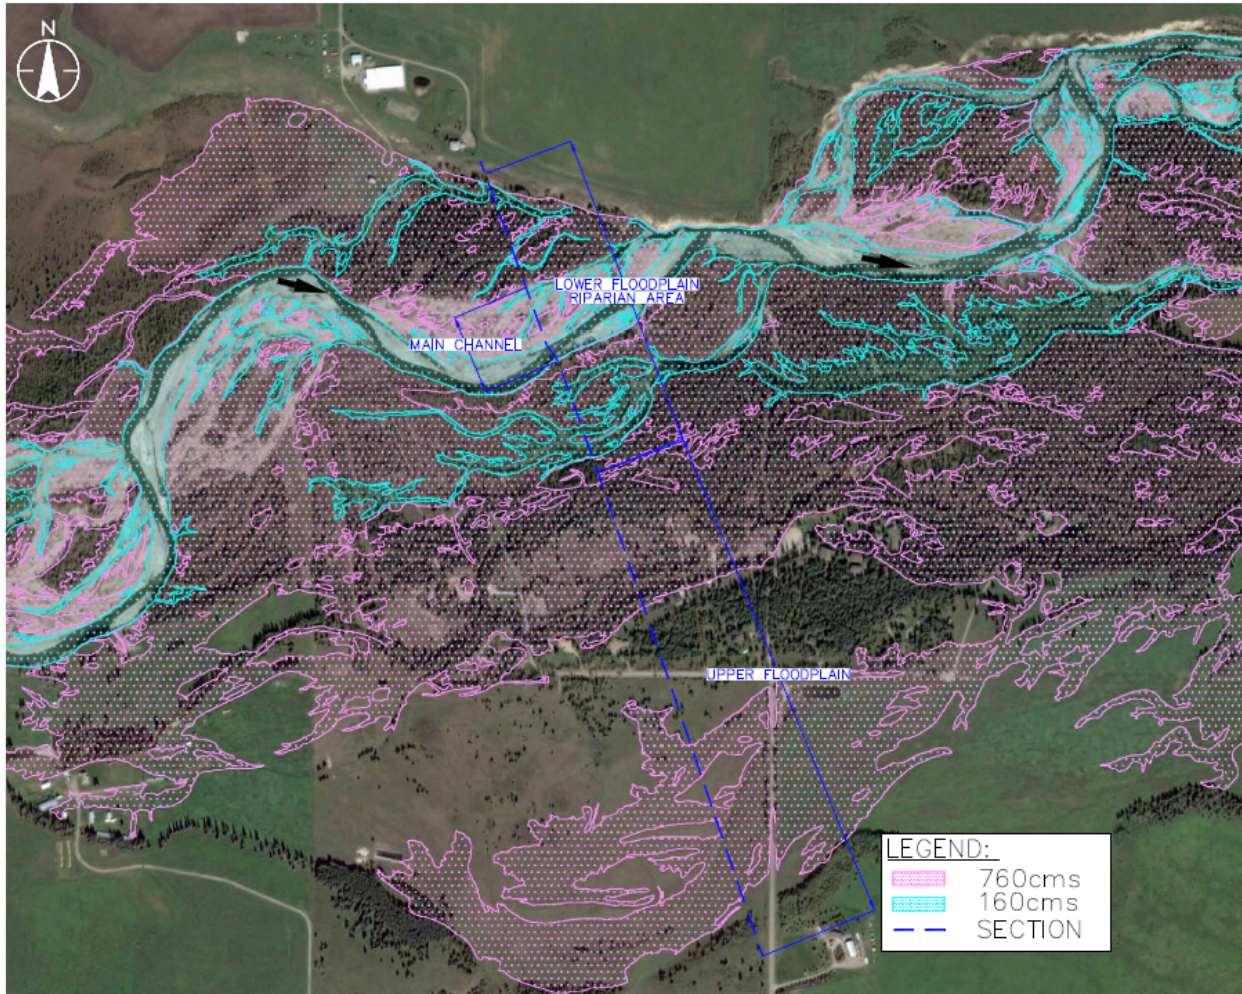 N
LOWER FLOODPLAIN
RIPARIAN AREA
MAIN CHANNEL
UPPER FLOODPLAIN
LEGEND:
760cms
160cms
SECTION